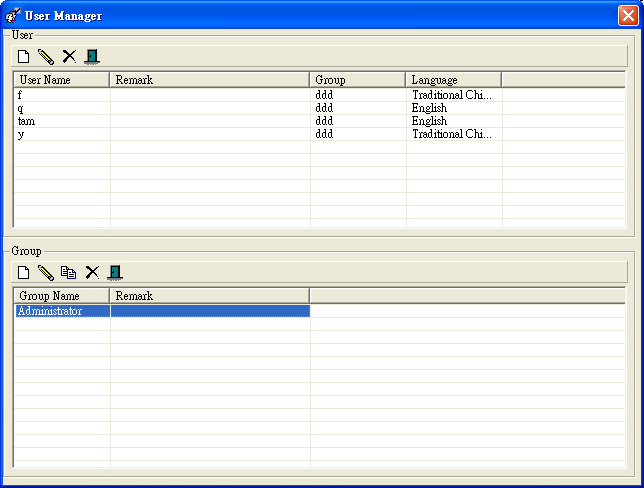 User Manager
User
User Name Remark Group Language
f ddd Traditional Chi...
q ddd English
tam ddd English
y ddd Traditional Chi...
Group
Group Name Remark
Administrator